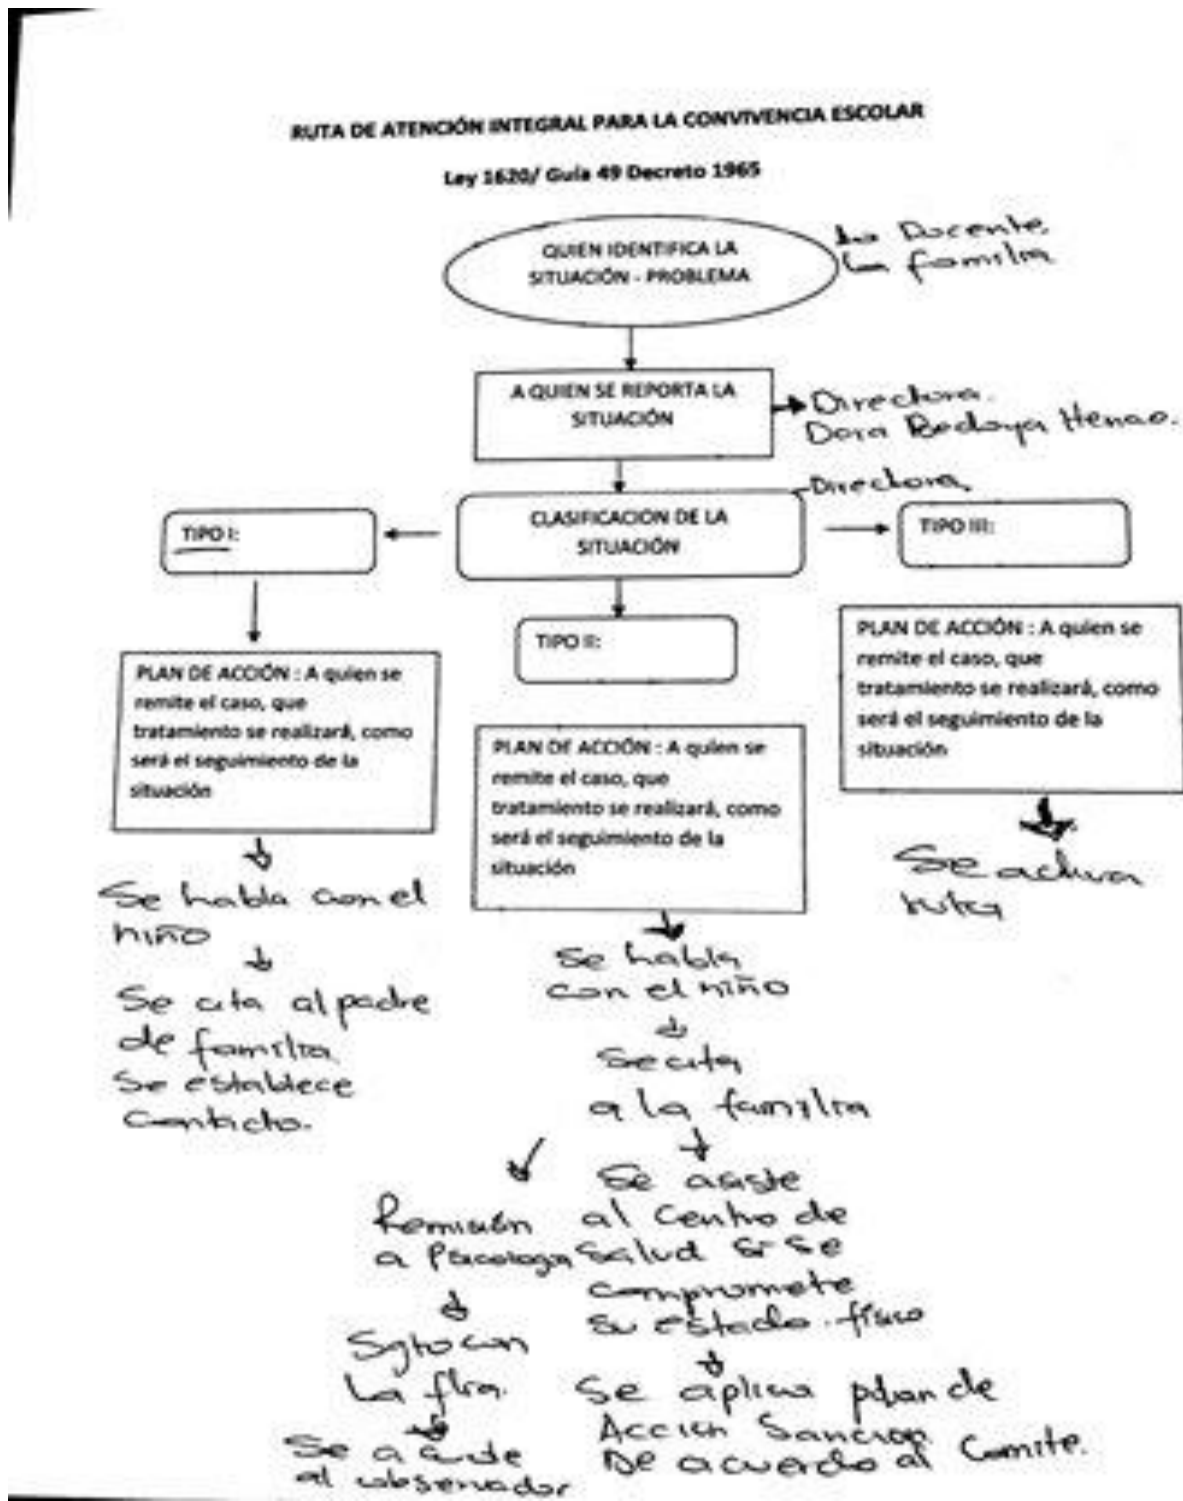 RUTA DE ATENCIÓN INTEGRAL PARA LA CONVIVENCIA ESCOLAR
Ley 1620/ Guía 49 Decreto 1965
QUIEN IDENTIFICA LA
SITUACIÓN - PROBLEMA
Docente.
La familia
A QUIEN SE REPORTA LA
SITUACIÓN
Directora.
Dora Bedoya Henao.
-Directora
CLASIFICACION DE LA
SITUACIÓN
TIPO I:
TIPO III:
TIPO II:
PLAN DE ACCIÓN : A quien se
remite el caso, que
tratamiento se realizará, como
será el seguimiento de la
situación
Se habla con el
niño
Se cita al padre
de familia
Se establece
Contacto.
PLAN DE ACCIÓN : A quien se
remite el caso, que
tratamiento se realizará, como
será el seguimiento de la
situación
Se habla
con el niño
Se cita
a la familia
Remisión
a Psicologia
Sgto con
La flia.
Se acude
al observador
Se asiste
al Centro de
Salud si se
compromete
su estado físico
Se aplica plan de
Acción Sanción
De acuerdo al Comite.
PLAN DE ACCIÓN : A quien se
remite el caso, que
tratamiento se realizará, como
será el seguimiento de la
situación
Se activa
ruta